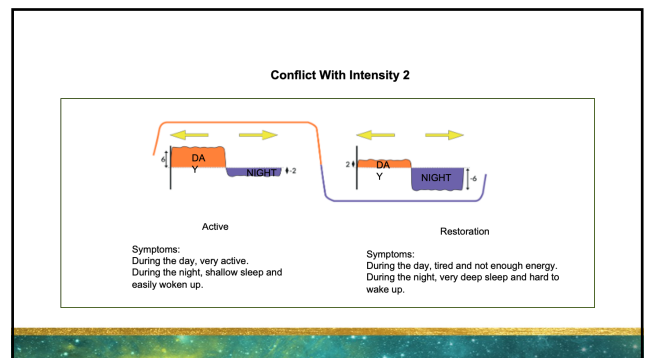 Conflict With Intensity 2
6
DA
Y
NIGHT
-2
2
DA
Y
NIGHT
-6
Active
Symptoms:
During the day, very active.
During the night, shallow sleep and
easily woken up.
Restoration
Symptoms:
During the day, tired and not enough energy.
During the night, very deep sleep and hard to
wake up.